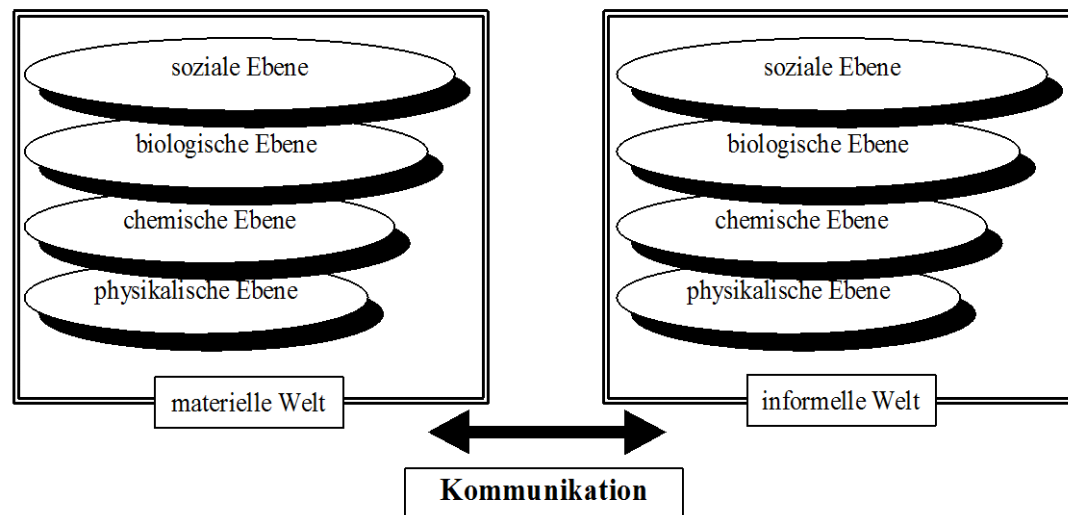 soziale Ebene
biologische Ebene
chemische Ebene
physikalische Ebene
materielle Welt
soziale Ebene
biologische Ebene
chemische Ebene
physikalische Ebene
informelle Welt
Kommunikation